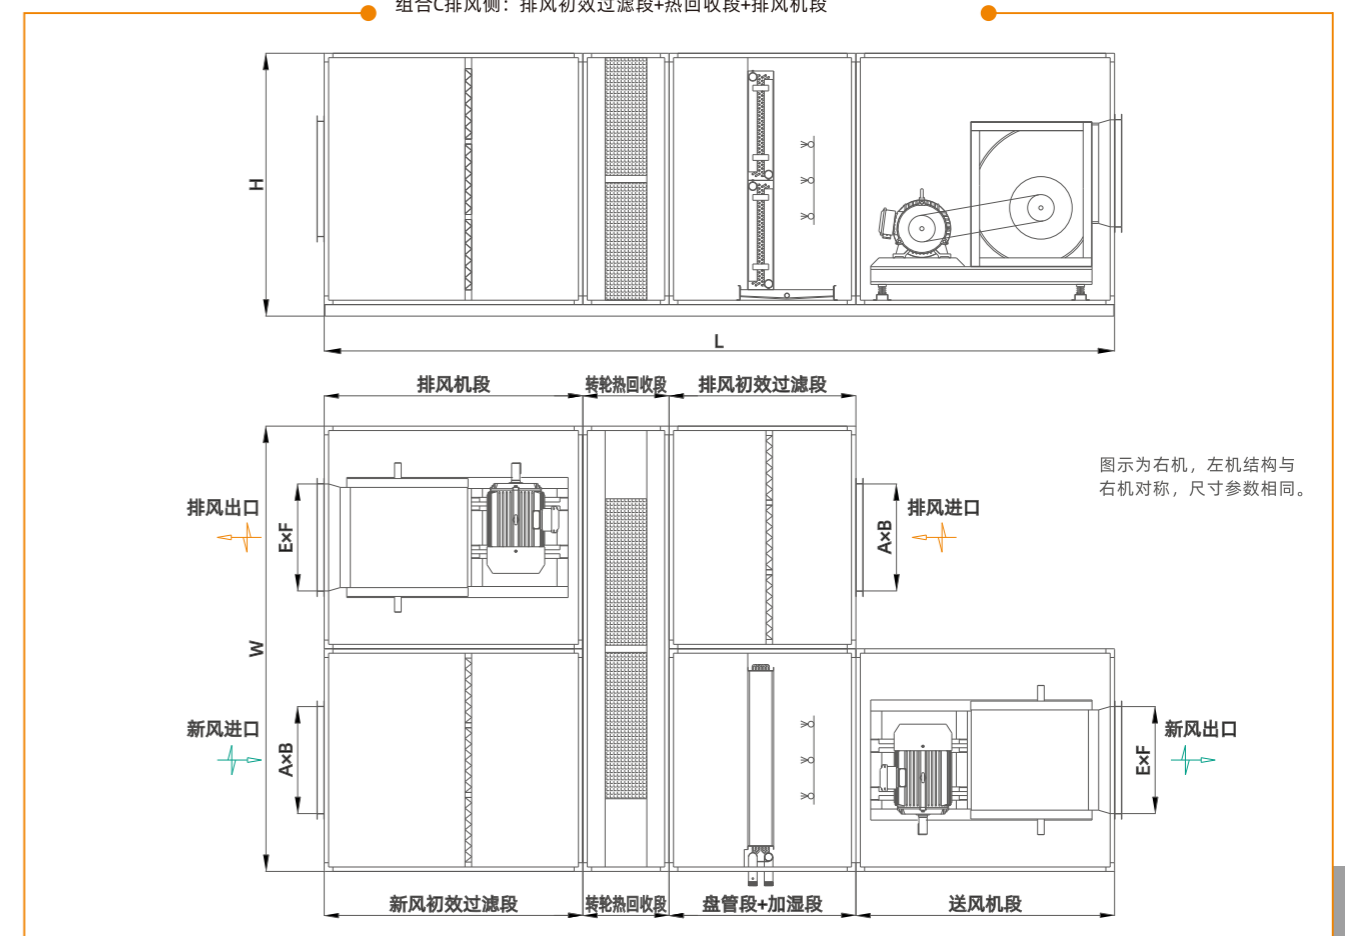 组合C排风侧：排风初效过滤段+热回收段+排风机段
H
L
排风机段
转轮热回收段
排风初效过滤段
图示为右机，左机结构与
右机对称，尺寸参数相同。
排风出口
E×F
A×B
排风进口
W
新风进口
A×B
E×F
新风出口
新风初效过滤段
转轮热回收段
盘管段+加湿段
送风机段